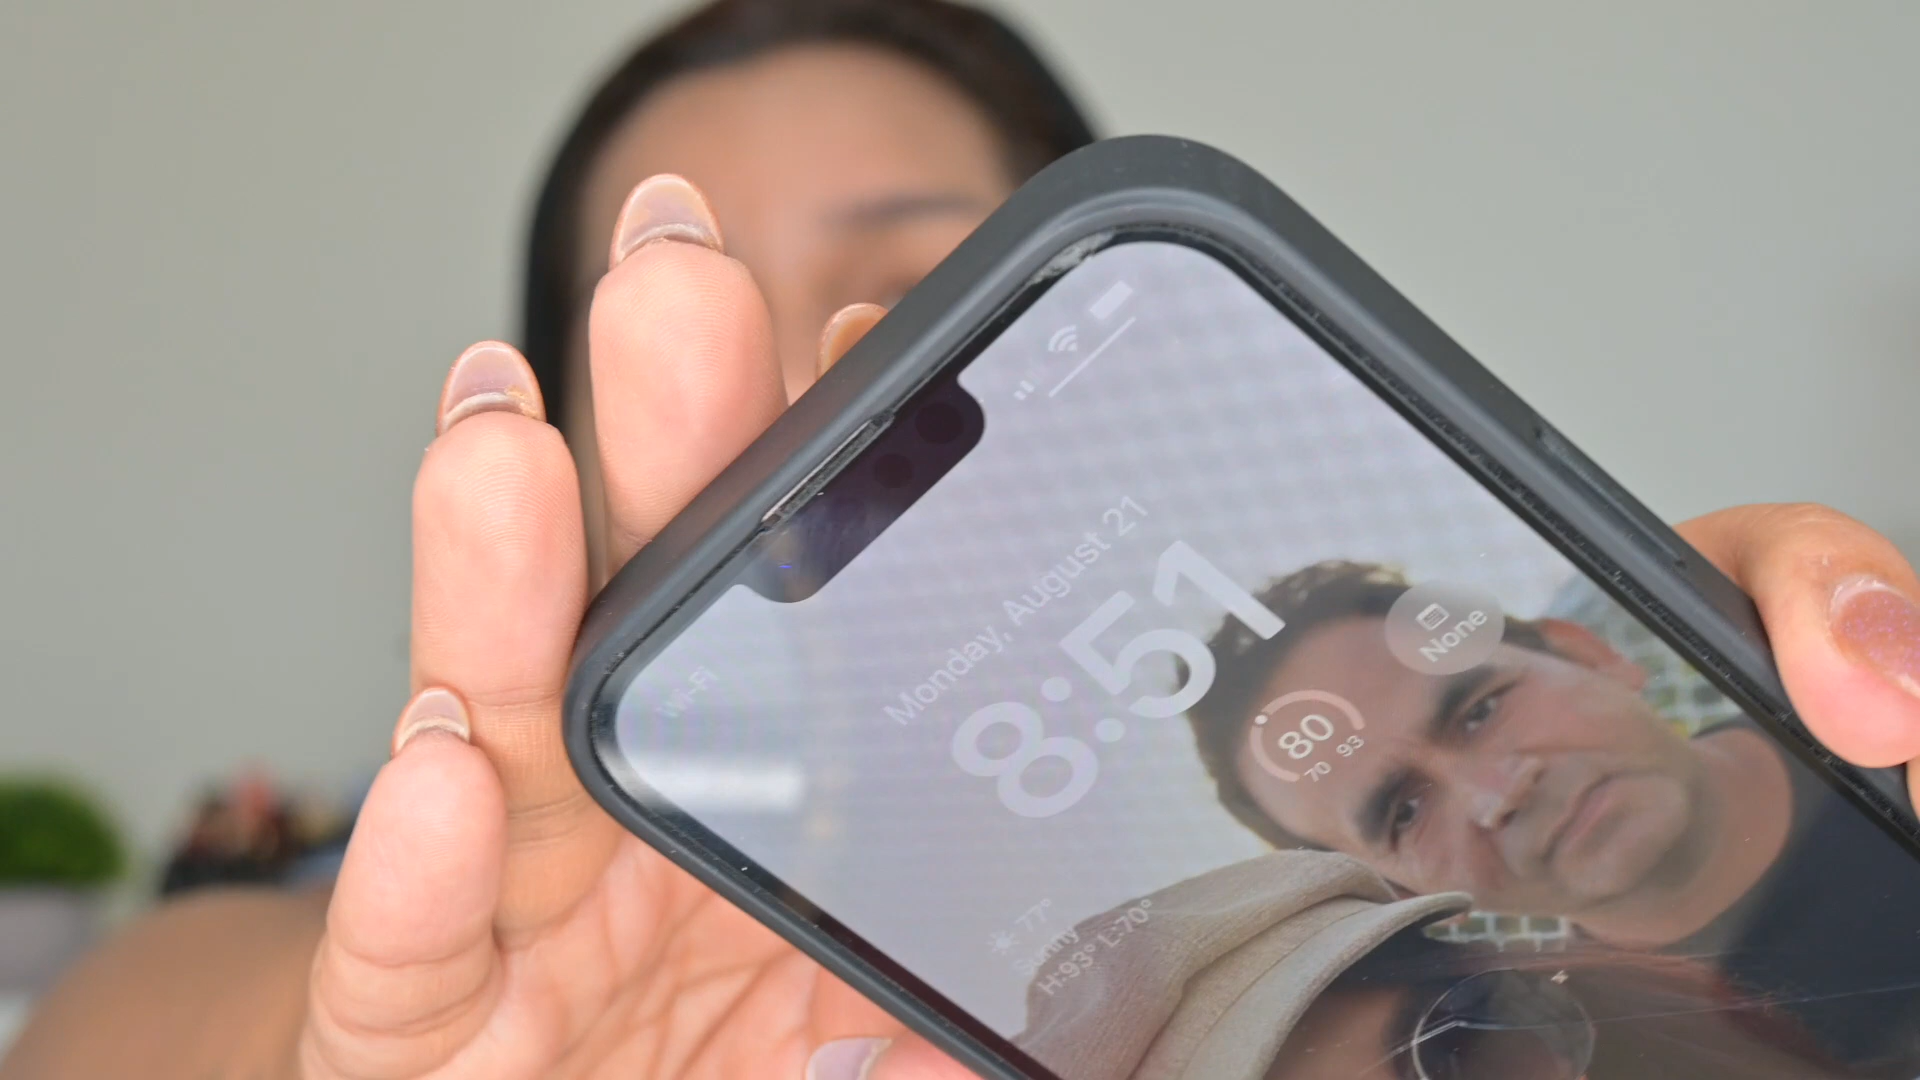 Wi-Fi
Monday, August 21
8:51
77°
Sunny
H:93° L:70°
80
70 93
None